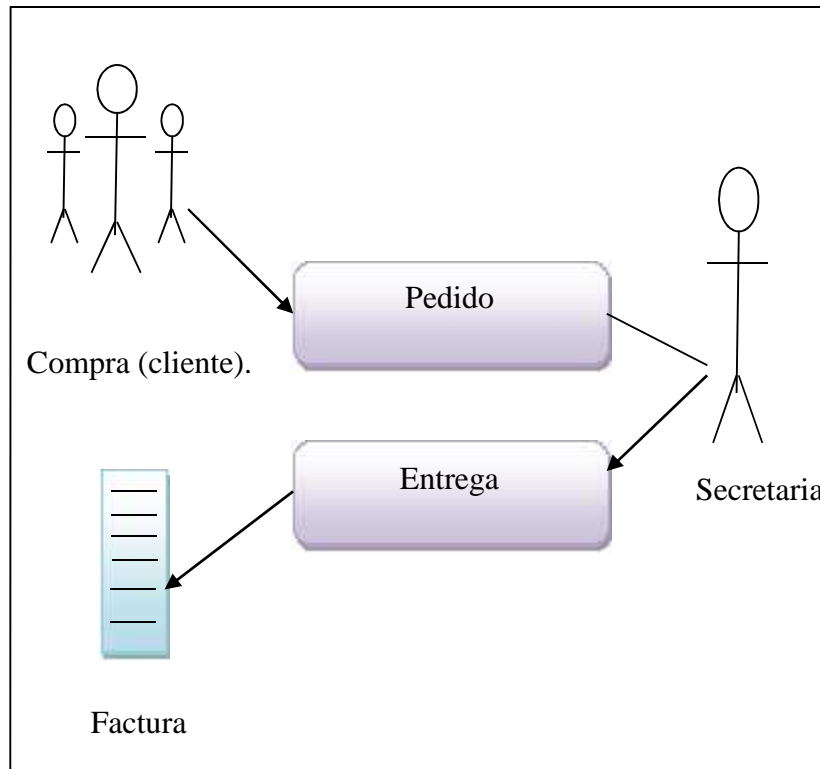 Pedido
Compra (cliente).
Entrega
Secretaria
Factura